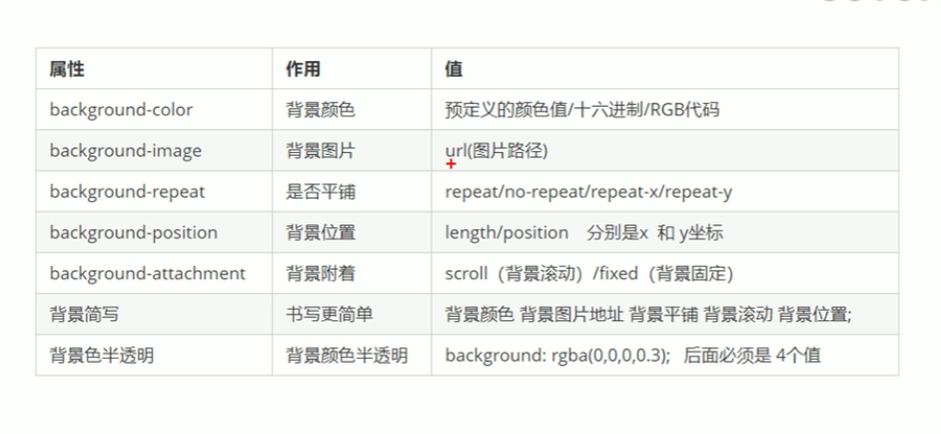 属性 作用 值
background-color 背景颜色 预定义的颜色值/十六进制/RGB代码
background-image 背景图片 url(图片路径)
background-repeat 是否平铺 repeat/no-repeat/repeat-x/repeat-y
background-position 背景位置 length/position 分别是x 和 y坐标
background-attachment 背景附着 scroll（背景滚动）/fixed（背景固定）
背景简写 书写更简单 背景颜色 背景图片地址 背景平铺 背景滚动 背景位置;
背景色半透明 背景颜色半透明 background: rgba(0,0,0,0.3); 后面必须是 4个值